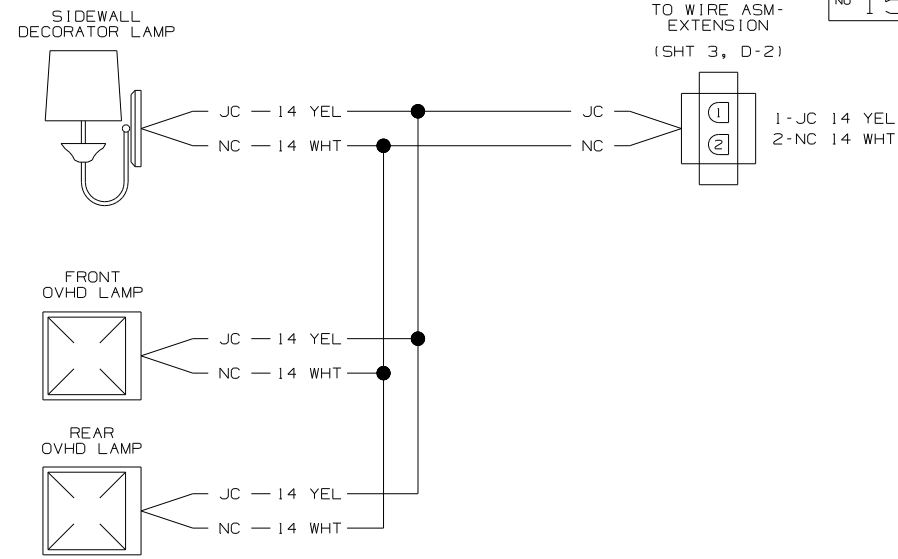 SIDEWALL
DECORATOR LAMP
TO WIRE ASM-
EXTENSION
(SHT 3, D-2)
NO
JC — 14 YEL
NC — 14 WHT
JC
NC
1
2
1-JC 14 YEL
2-NC 14 WHT
FRONT
OVHD LAMP
JC — 14 YEL
NC — 14 WHT
REAR
OVHD LAMP
JC — 14 YEL
NC — 14 WHT